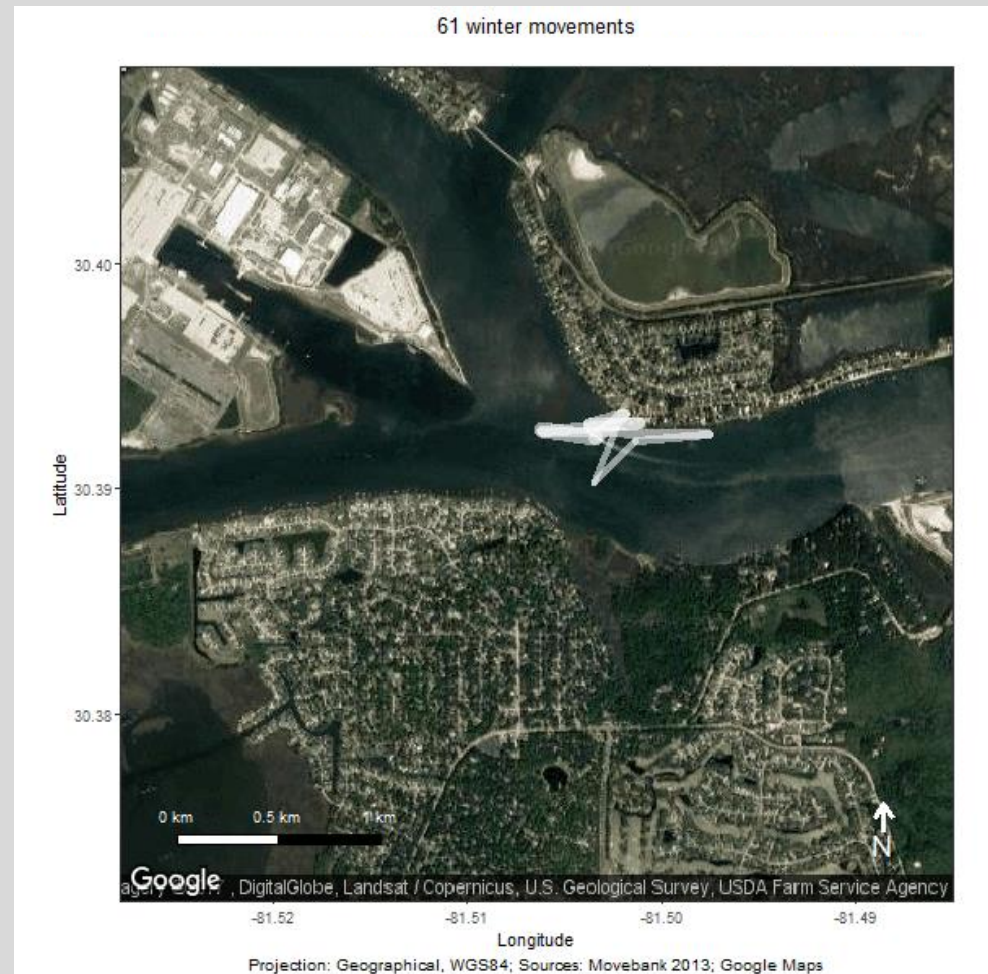 61 winter movements
30.40
30.39
30.38
Latitude
0 km 0.5 km 1 km
N
Google
, DigitalGlobe, Landsat / Copernicus, U.S. Geological Survey, USDA Farm Service Agency
-81.52 -81.51 -81.50 -81.49
Longitude
Projection: Geographical, WGS84; Sources: Movebank 2013; Google Maps